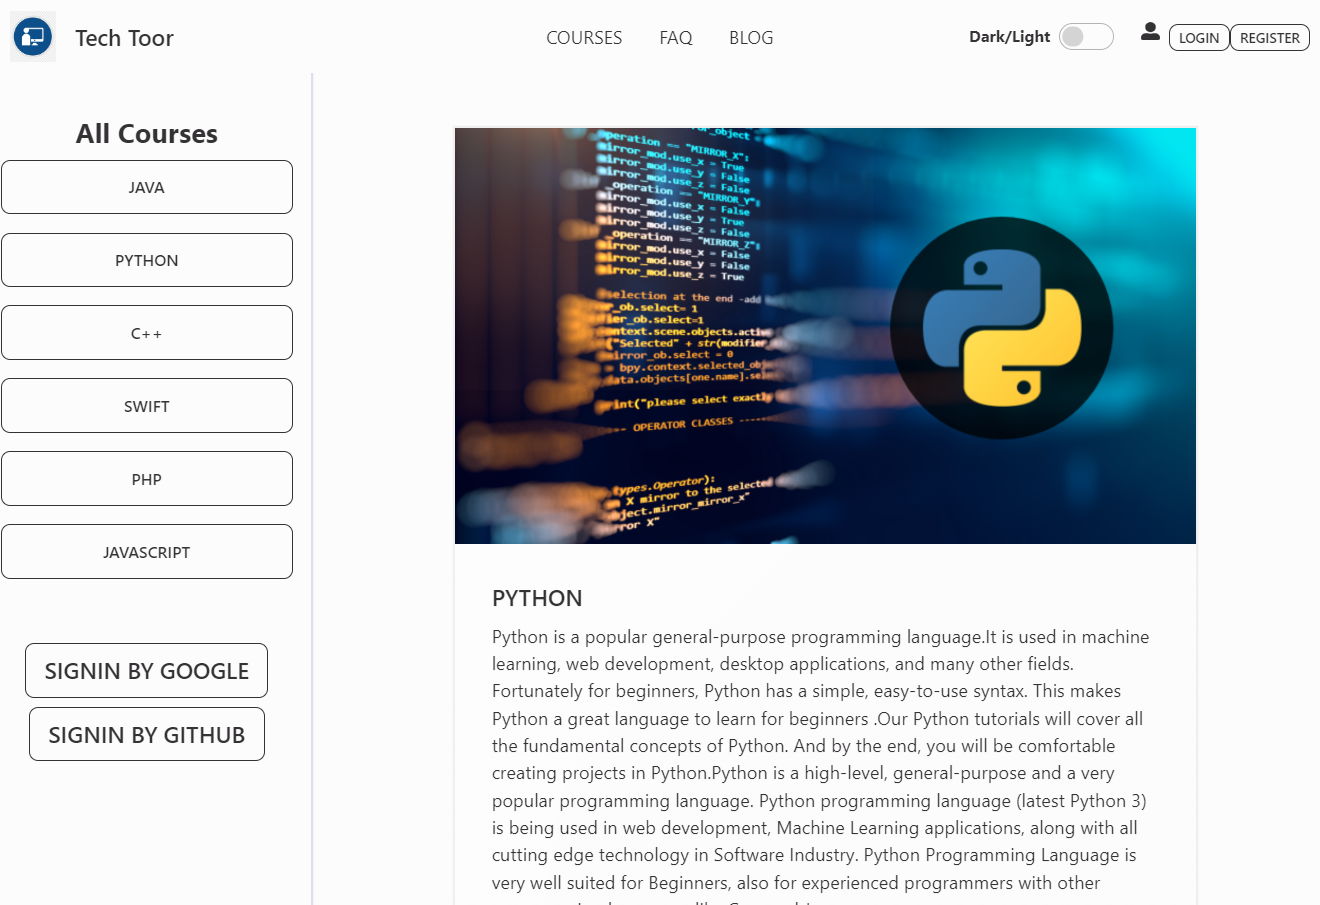 Tech Toor
COURSES
FAQ
BLOG
Dark/Light
LOGIN
REGISTER
All Courses
JAVA
PYTHON
C++
SWIFT
PHP
JAVASCRIPT
SIGNIN BY GOOGLE
SIGNIN BY GITHUB
_object
peration == "MIRROR_X":
mirror_mod.use_x = True
mirror_mod.use_y = False
mirror_mod.use_z = False
_operation == "MIRROR_Y":
mirror_mod.use_x = False
mirror_mod.use_y = True
mirror_mod.use_z = False
_operation == "MIRROR_Z":
mirror_mod.use_x = False
mirror_mod.use_y = False
mirror_mod.use_z = True
selection at the end -add
_ob.select= 1
er_ob.select=1
ntext.scene.objects.activ
("Selected" + str(modifier
irror_ob.select = 0
= bpy.context.selected_obj
ata.objects[one.name].sel
print("please select exactl
-- OPERATOR CLASSES ----
types.Operator):
X mirror to the selected
ject.mirror_mirror_x"
ror X"
PYTHON
Python is a popular general-purpose programming language.It is used in machine
learning, web development, desktop applications, and many other fields.
Fortunately for beginners, Python has a simple, easy-to-use syntax. This makes
Python a great language to learn for beginners .Our Python tutorials will cover all
the fundamental concepts of Python. And by the end, you will be comfortable
creating projects in Python.Python is a high-level, general-purpose and a very
popular programming language. Python programming language (latest Python 3)
is being used in web development, Machine Learning applications, along with all
cutting edge technology in Software Industry. Python Programming Language is
very well suited for Beginners, also for experienced programmers with other